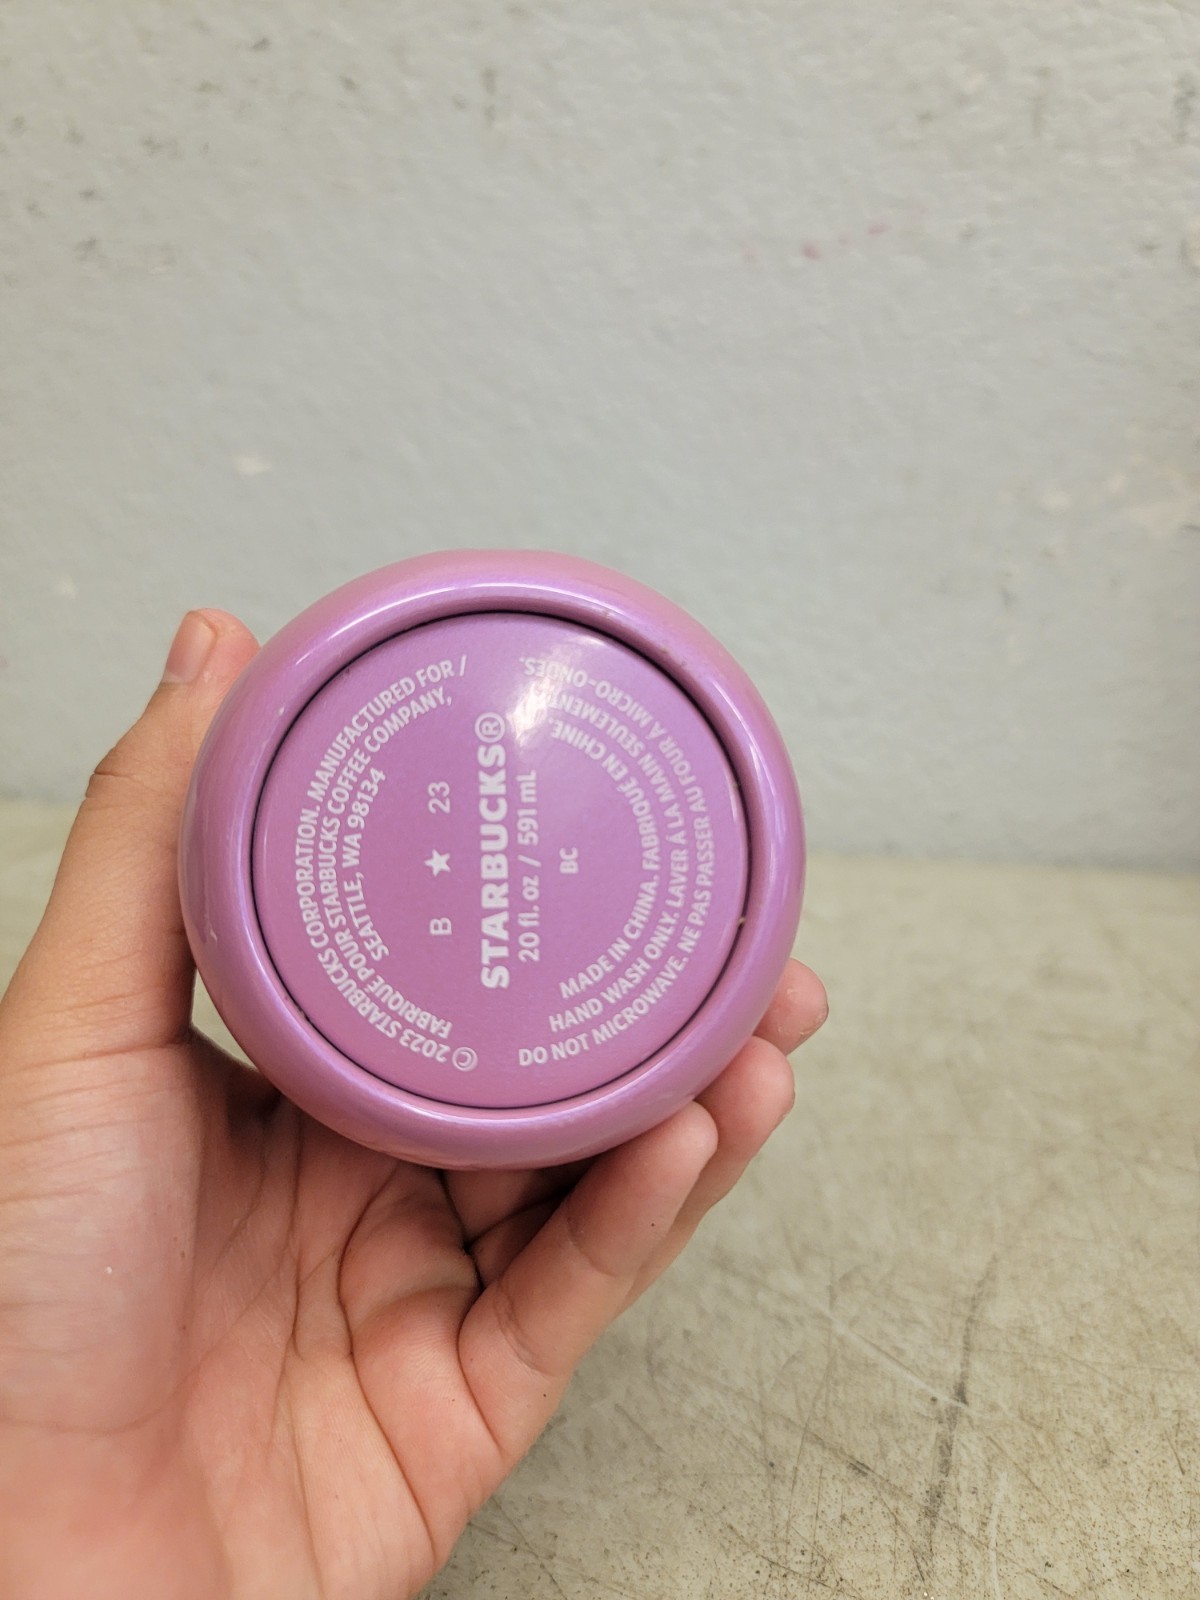 © 2023 STARBUCKS CORPORATION. MANUFACTURED FOR /
FABRIQUÉ POUR STARBUCKS COFFEE COMPANY,
SEATTLE, WA 98134
B ★ 23
STARBUCKS®
20 fl. oz / 591 mL
BC
MADE IN CHINA. FABRIQUÉ EN CHINE.
HAND WASH ONLY. LAVER À LA MAIN SEULEMENT.
DO NOT MICROWAVE. NE PAS PASSER AU FOUR À MICRO-ONDES.